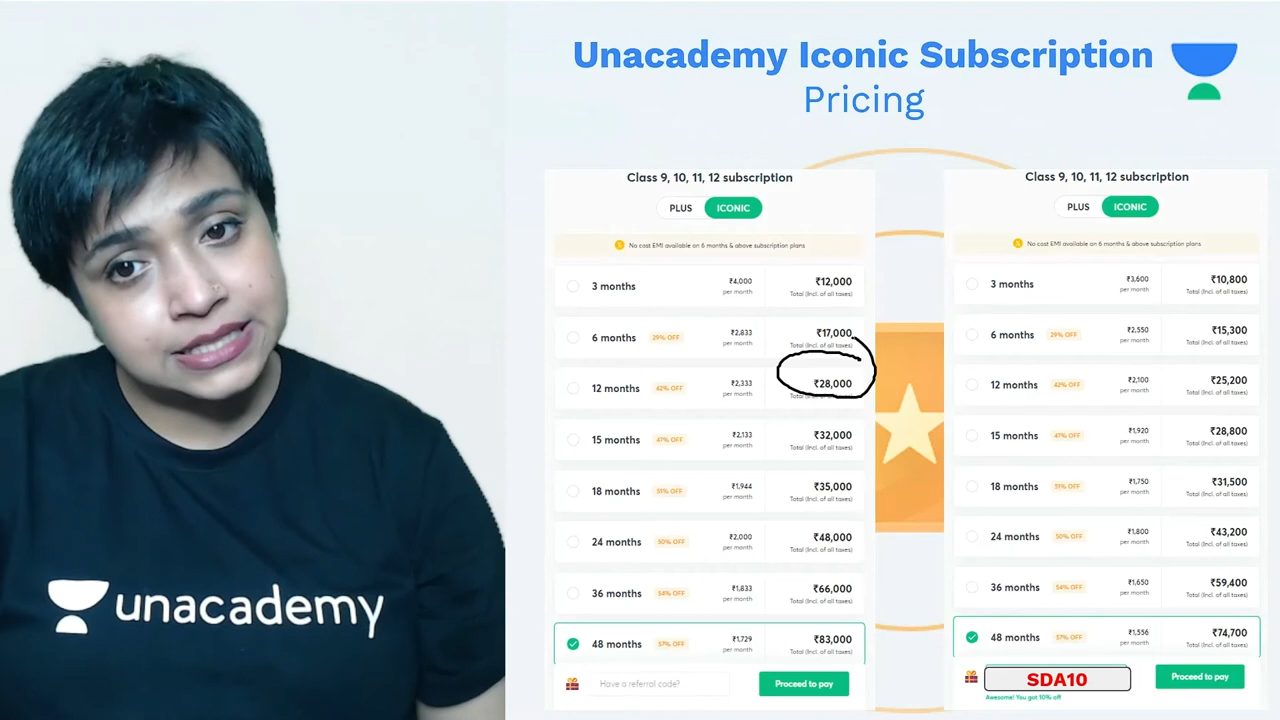 Unacademy Iconic Subscription
Pricing
unacademy
Class 9, 10, 11, 12 subscription
PLUS ICONIC
No cost EMI available on 6 months & above subscription plans
3 months ₹4,000 per month ₹12,000 Total (Incl. of all taxes)
6 months 29% OFF ₹2,833 per month ₹17,000 Total (Incl. of all taxes)
12 months 42% OFF ₹2,333 per month ₹28,000 Total (Incl. of all taxes)
15 months 47% OFF ₹2,133 per month ₹32,000 Total (Incl. of all taxes)
18 months 51% OFF ₹1,944 per month ₹35,000 Total (Incl. of all taxes)
24 months 50% OFF ₹2,000 per month ₹48,000 Total (Incl. of all taxes)
36 months 54% OFF ₹1,833 per month ₹66,000 Total (Incl. of all taxes)
48 months 57% OFF ₹1,729 per month ₹83,000 Total (Incl. of all taxes)
Have a referral code? Proceed to pay
Class 9, 10, 11, 12 subscription
PLUS ICONIC
No cost EMI available on 6 months & above subscription plans
3 months ₹3,600 per month ₹10,800 Total (Incl. of all taxes)
6 months 29% OFF ₹2,550 per month ₹15,300 Total (Incl. of all taxes)
12 months 42% OFF ₹2,100 per month ₹25,200 Total (Incl. of all taxes)
15 months 47% OFF ₹1,920 per month ₹28,800 Total (Incl. of all taxes)
18 months 51% OFF ₹1,750 per month ₹31,500 Total (Incl. of all taxes)
24 months 50% OFF ₹1,800 per month ₹43,200 Total (Incl. of all taxes)
36 months 54% OFF ₹1,650 per month ₹59,400 Total (Incl. of all taxes)
48 months 57% OFF ₹1,556 per month ₹74,700 Total (Incl. of all taxes)
SDA10 Proceed to pay
Awesome! You got 10% off